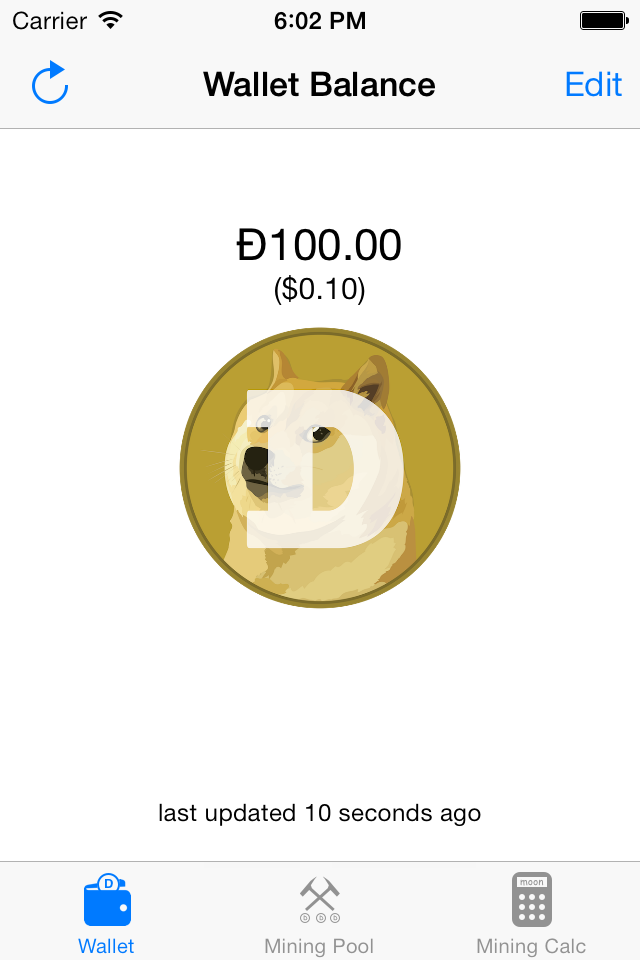 Carrier 6:02 PM
Wallet Balance Edit
Ð100.00
($0.10)
D
last updated 10 seconds ago
D
moon
D D D
Wallet Mining Pool Mining Calc